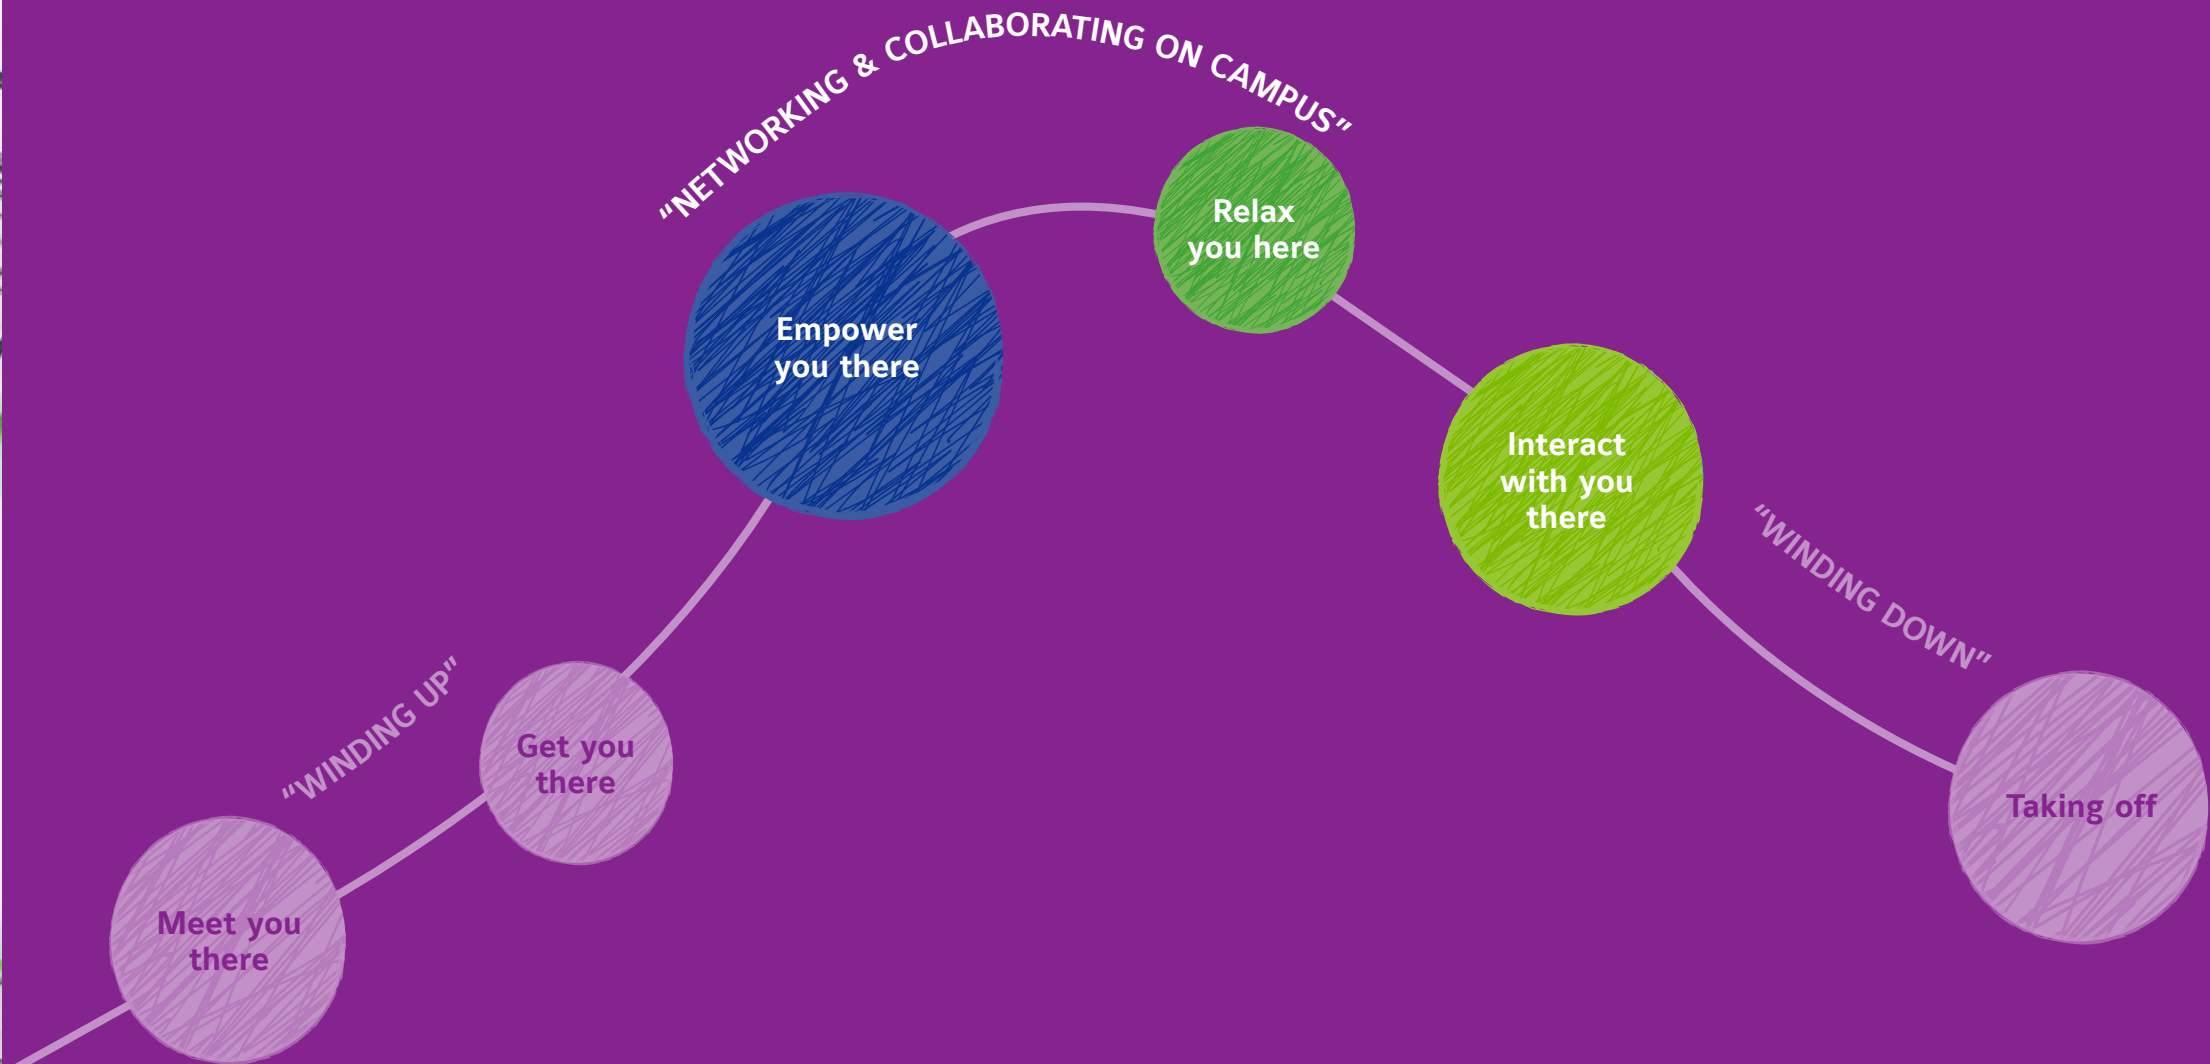 “NETWORKING & COLLABORATING ON CAMPUS”
Relax
you here
Empower
you there
Interact
with you
there
“WINDING DOWN”
“WINDING UP”
Get you
there
Taking off
Meet you
there